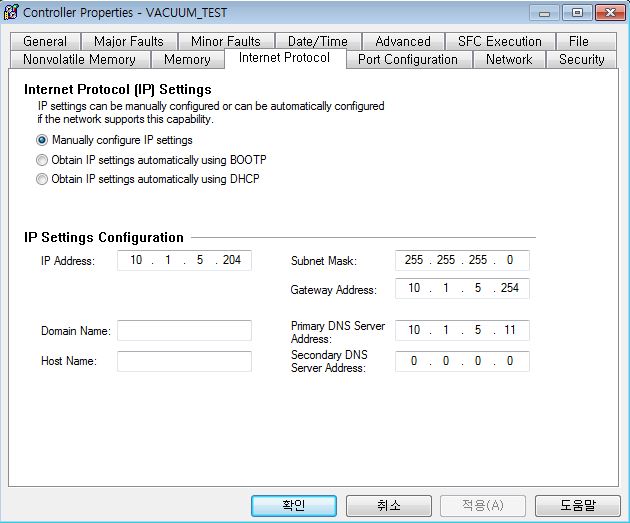 Controller Properties - VACUUM_TEST
General Major Faults Minor Faults Date/Time Advanced SFC Execution File
Nonvolatile Memory Memory Internet Protocol Port Configuration Network Security
Internet Protocol (IP) Settings
IP settings can be manually configured or can be automatically configured
if the network supports this capability.
Manually configure IP settings
Obtain IP settings automatically using BOOTP
Obtain IP settings automatically using DHCP
IP Settings Configuration
IP Address: 10 . 1 . 5 . 204
Subnet Mask: 255 . 255 . 255 . 0
Gateway Address: 10 . 1 . 5 . 254
Domain Name:
Primary DNS Server
Address: 10 . 1 . 5 . 11
Host Name:
Secondary DNS
Server Address: 0 . 0 . 0 . 0
확인 취소 적용(A) 도움말